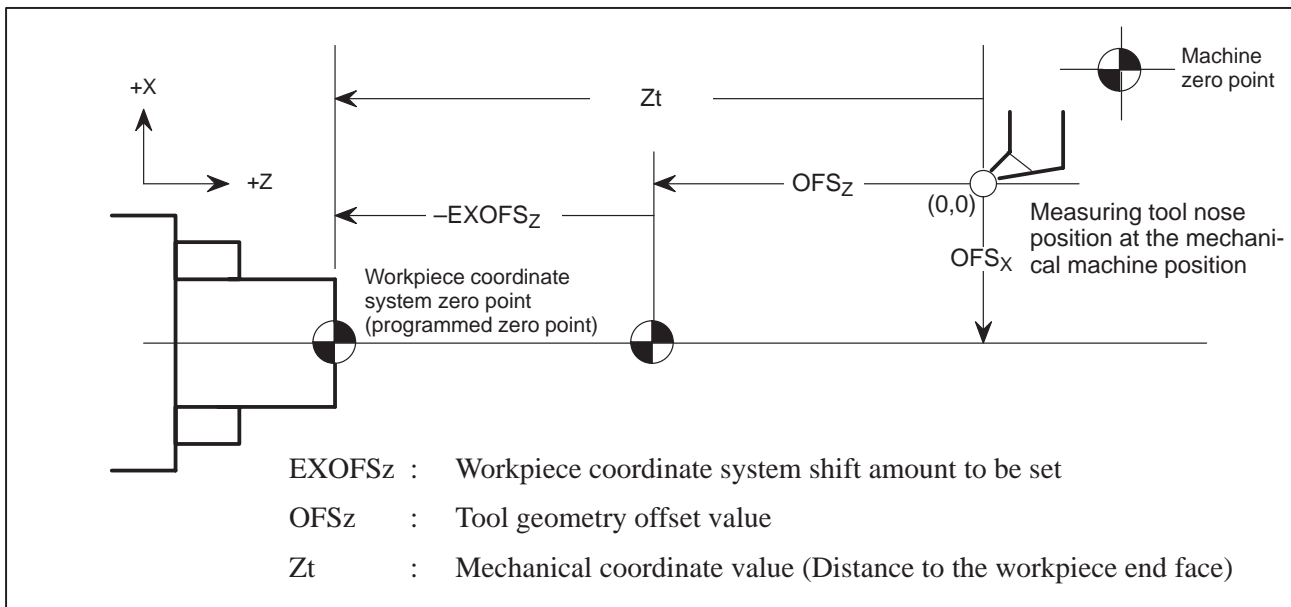 Machine
zero point
+X
Zt
+Z
OFSZ
(0,0)
–EXOFSZ
Measuring tool nose
position at the mechani-
cal machine position
OFSX
Workpiece coordinate
system zero point
(programmed zero point)
EXOFSz : Workpiece coordinate system shift amount to be set
OFSz : Tool geometry offset value
Zt : Mechanical coordinate value (Distance to the workpiece end face)